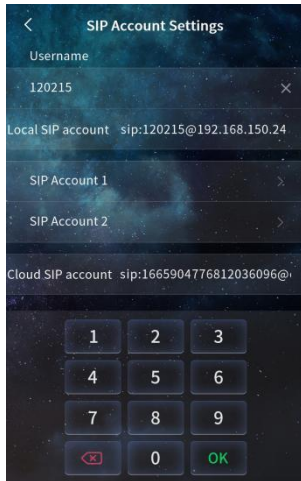 SIP Account Settings
Username
120215
Local SIP account sip:120215@192.168.150.24
SIP Account 1
SIP Account 2
Cloud SIP account sip:1665904776812036096@
1 2 3
4 5 6
7 8 9
0 OK